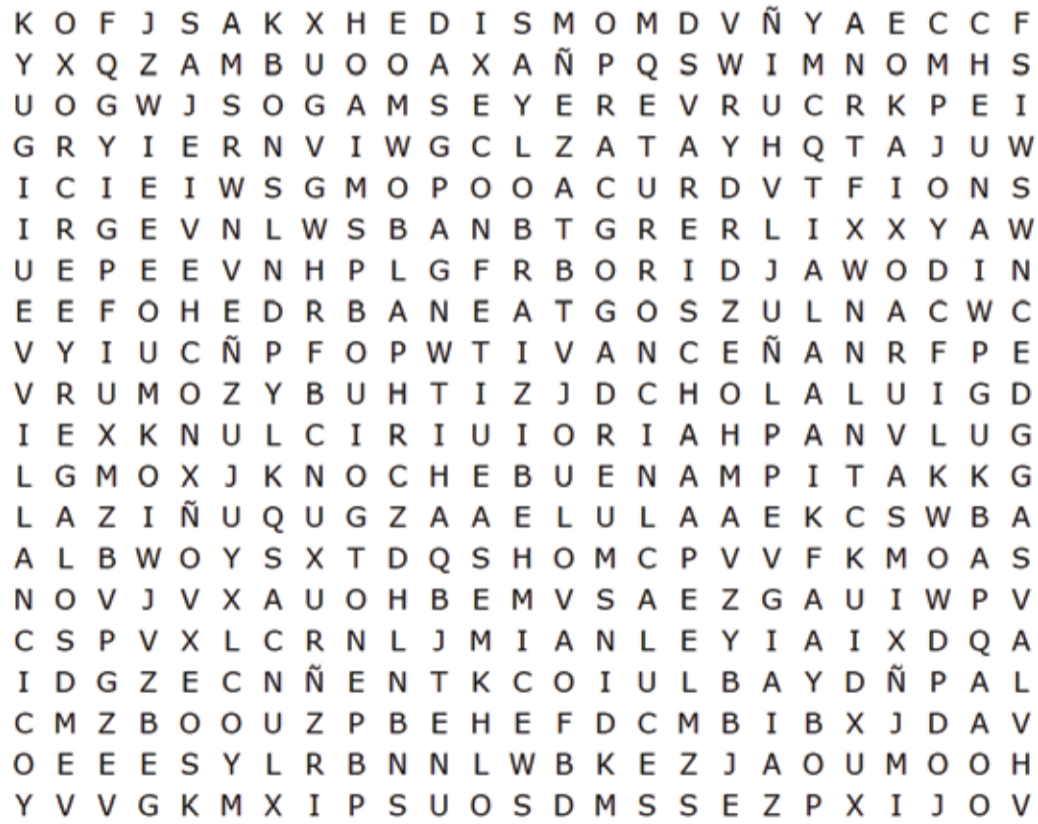 K O F J S A K X H E D I S M O M D V Ñ Y A E C C F
Y X Q Z A M B U O O A X A Ñ P Q S W I M N O M H S
U O G W J S O G A M S E Y E R E V R U C R K P E I
G R Y I E R N V I W G C L Z A T A Y H Q T A J U W
I C I E I W S G M O P O O A C U R D V T F I O N S
I R G E V N L W S B A N B T G R E R L I X X Y A W
U E P E E V N H P L G F R B O R I D J A W O D I N
E E F O H E D R B A N E A T G O S Z U L N A C W C
V Y I U C Ñ P F O P W T I V A N C E Ñ A N R F P E
V R U M O Z Y B U H T I Z J D C H O L A L U I G D
I E X K N U L C I R I U I O R I A H P A N V L U G
L G M O X J K N O C H E B U E N A M P I T A K K G
L A Z I Ñ U Q U G Z A A E L U L A A E K C S W B A
A L B W O Y S X T D Q S H O M C P V V F K M O A S
N O V J V X A U O H B E M V S A E Z G A U I W P V
C S P V X L C R N L J M I A N L E Y I A I X D Q A
I D G Z E C N Ñ E N T K C O I U L B A Y D Ñ P A L
C M Z B O O U Z P B E H E F D C M B I B X J D A V
O E E E S Y L R B N N L W B K E Z J A O U M O O H
Y V V G K M X I P S U O S D M S S E Z P X I J O V